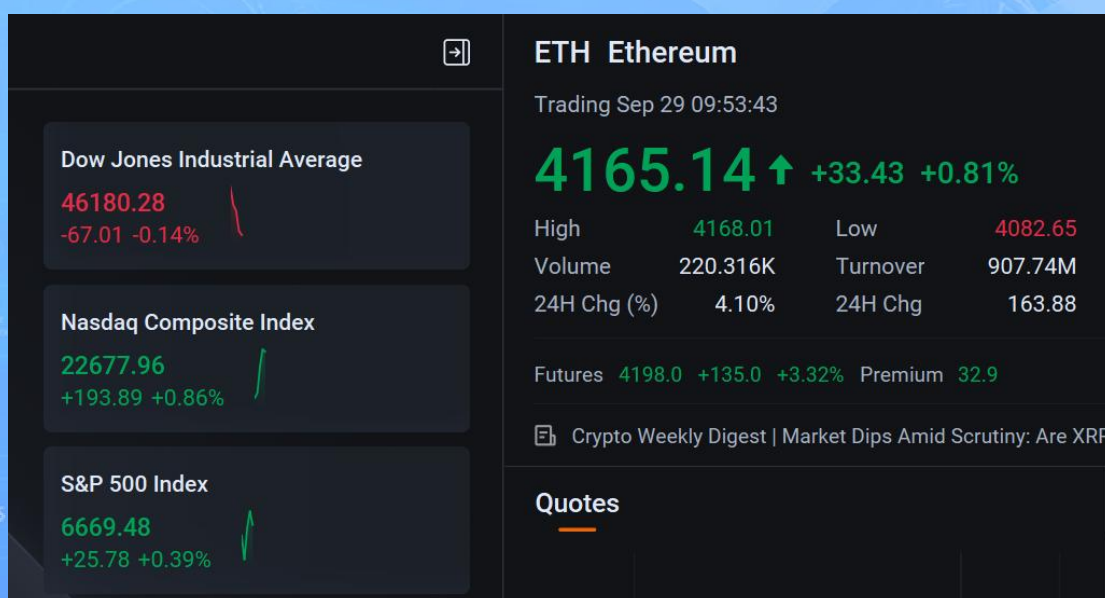 Dow Jones Industrial Average
46180.28
-67.01 -0.14%
Nasdaq Composite Index
22677.96
+193.89 +0.86%
S&P 500 Index
6669.48
+25.78 +0.39%
ETH Ethereum
Trading Sep 29 09:53:43
4165.14 +33.43 +0.81%
High 4168.01 Low 4082.65
Volume 220.316K Turnover 907.74M
24H Chg (%) 4.10% 24H Chg 163.88
Futures 4198.0 +135.0 +3.32% Premium 32.9
Crypto Weekly Digest | Market Dips Amid Scrutiny: Are XRP
Quotes